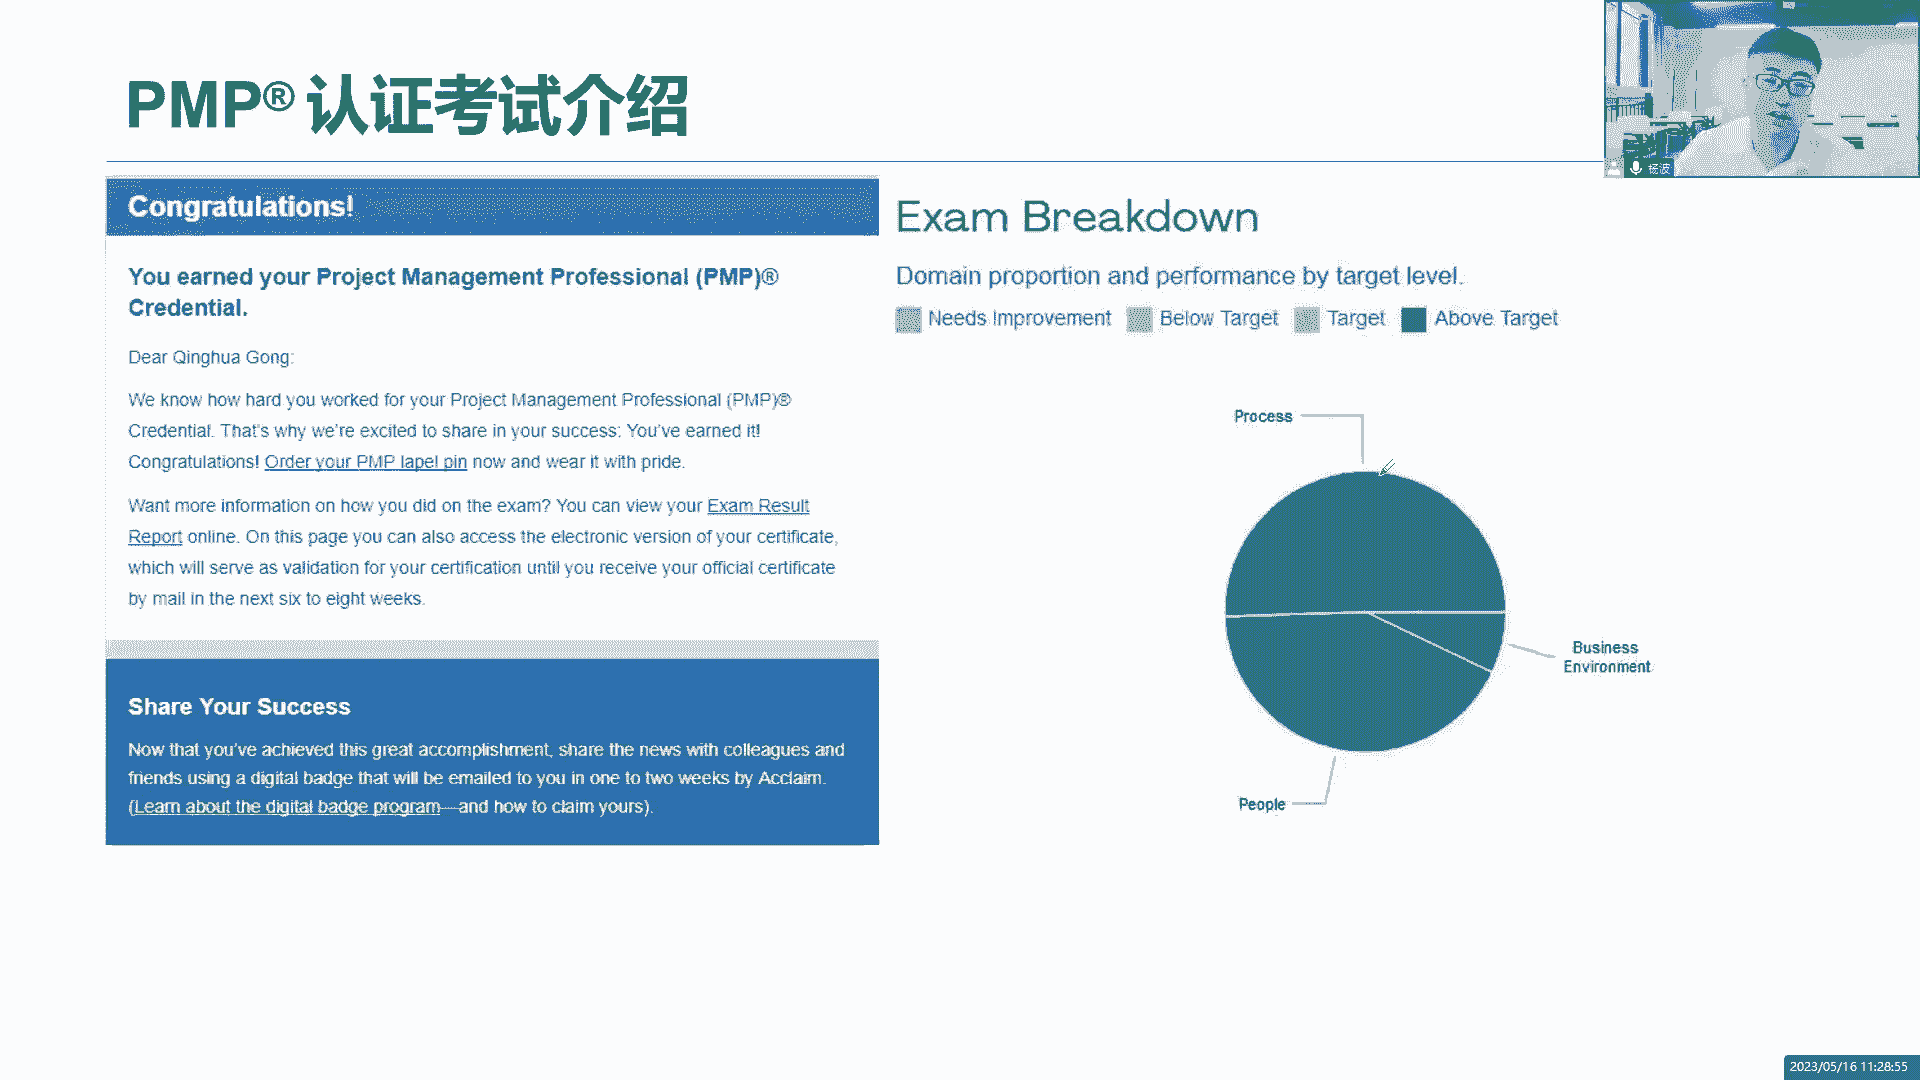 PMP® 认证考试介绍
杨波
Congratulations!
You earned your Project Management Professional (PMP)®
Credential.
Dear Qinghua Gong:
We know how hard you worked for your Project Management Professional (PMP)®
Credential. That's why we're excited to share in your success: You've earned it!
Congratulations! Order your PMP lapel pin now and wear it with pride.
Want more information on how you did on the exam? You can view your Exam Result
Report online. On this page you can also access the electronic version of your certificate,
which will serve as validation for your certification until you receive your official certificate
by mail in the next six to eight weeks.
Share Your Success
Now that you've achieved this great accomplishment, share the news with colleagues and
friends using a digital badge that will be emailed to you in one to two weeks by Acclaim.
(Learn about the digital badge program—and how to claim yours).
Exam Breakdown
Domain proportion and performance by target level.
Needs Improvement Below Target Target Above Target
Process
Business
Environment
People
2023/05/16 11:28:55